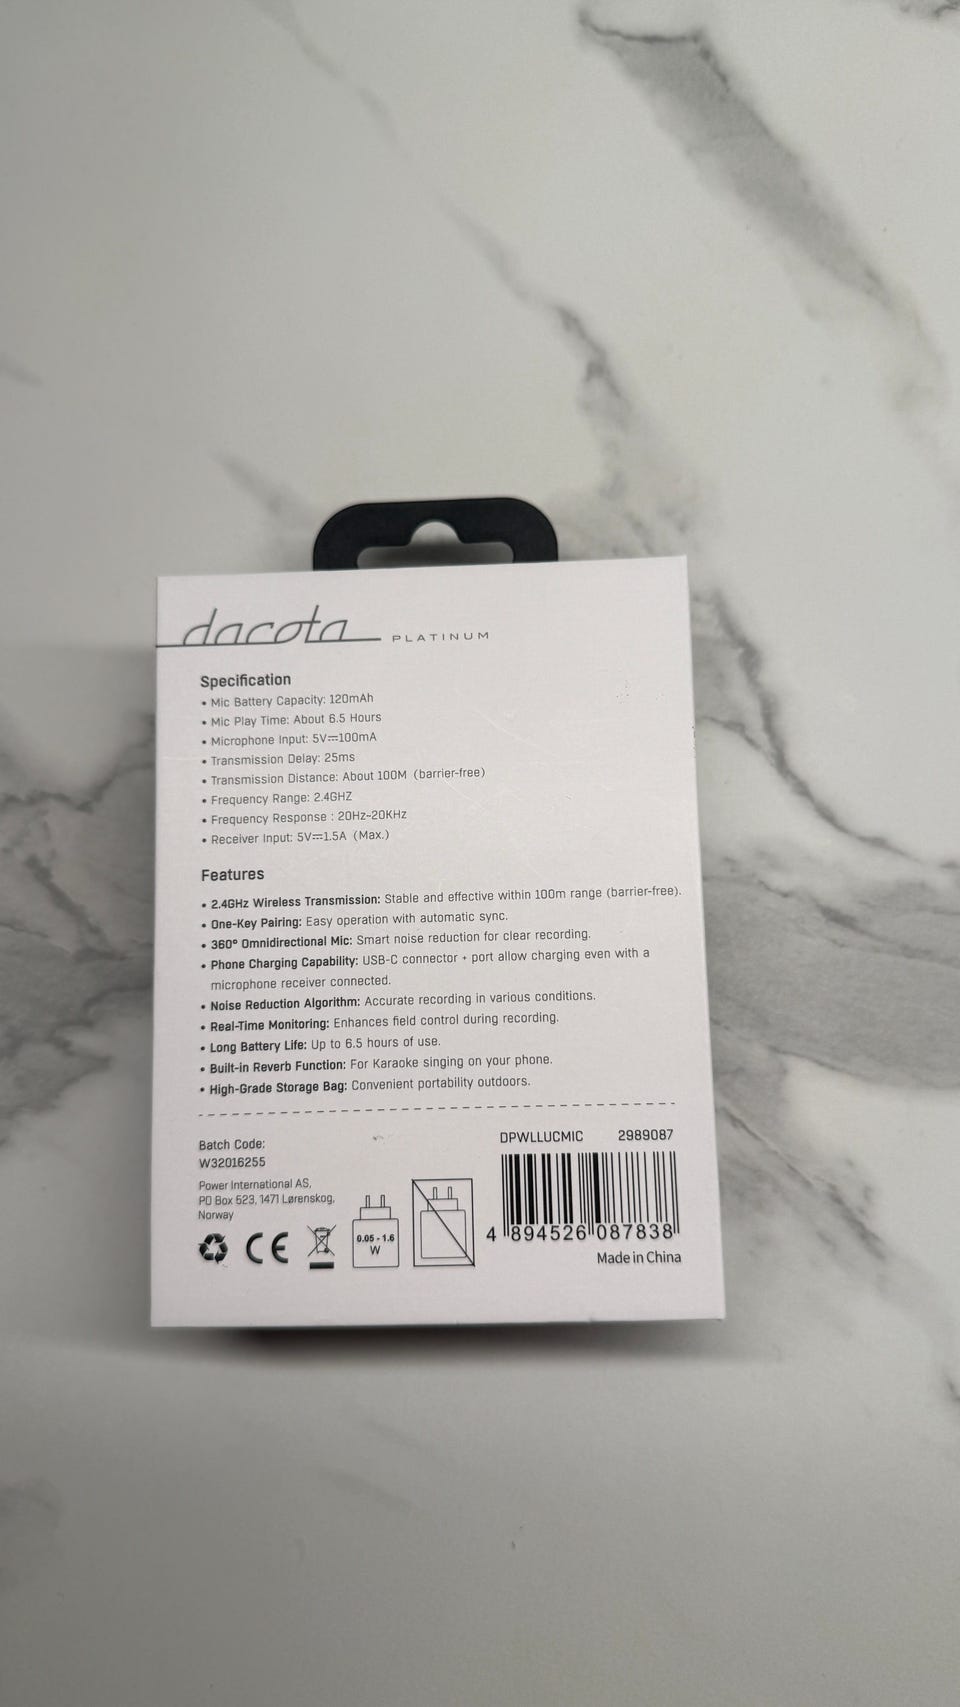 dacota PLATINUM
Specification
• Mic Battery Capacity: 120mAh
• Mic Play Time: About 6.5 Hours
• Microphone Input: 5V⎓100mA
• Transmission Delay: 25ms
• Transmission Distance: About 100M (barrier-free)
• Frequency Range: 2.4GHZ
• Frequency Response : 20Hz~20KHz
• Receiver Input: 5V⎓1.5A (Max.)
Features
• 2.4GHz Wireless Transmission: Stable and effective within 100m range (barrier-free).
• One-Key Pairing: Easy operation with automatic sync.
• 360° Omnidirectional Mic: Smart noise reduction for clear recording.
• Phone Charging Capability: USB-C connector + port allow charging even with a
microphone receiver connected.
• Noise Reduction Algorithm: Accurate recording in various conditions.
• Real-Time Monitoring: Enhances field control during recording.
• Long Battery Life: Up to 6.5 hours of use.
• Built-in Reverb Function: For Karaoke singing on your phone.
• High-Grade Storage Bag: Convenient portability outdoors.
Batch Code:
W32016255
Power International AS,
PO Box 523, 1471 Lørenskog,
Norway
CE
0.05 - 1.6
W
DPWLLUCMIC 2989087
4 894526 087838
Made in China